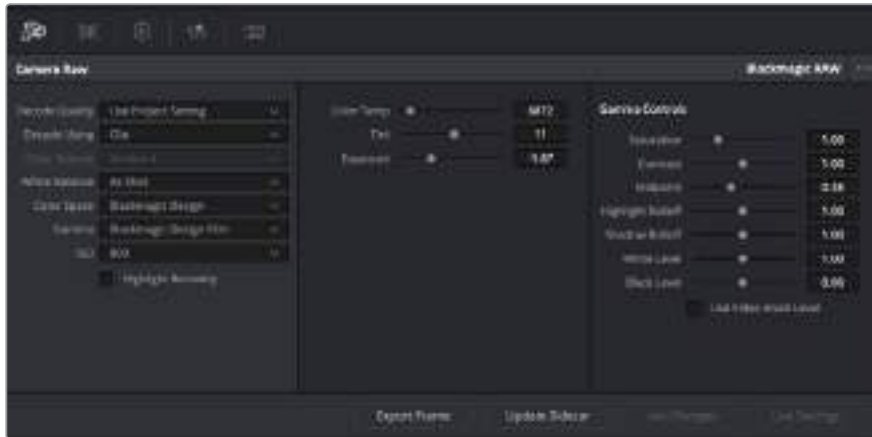 Camera Raw
Blackmagic RAW
Decode Quality Use Project Setting
Decode Using Clip
White Balance As Shot
Color Space Blackmagic Design
Gamma Blackmagic Design Film
ISO 800
Highlight Recovery
Color Temp
Tint 11
Exposure
Gamma Controls
Saturation 1.00
Contrast 1.00
Midpoint 0.38
Highlight Rolloff 1.00
Shadow Rolloff 1.00
White Level 1.00
Black Level
Use Video Black Level
Export Frame
Update Sidecar